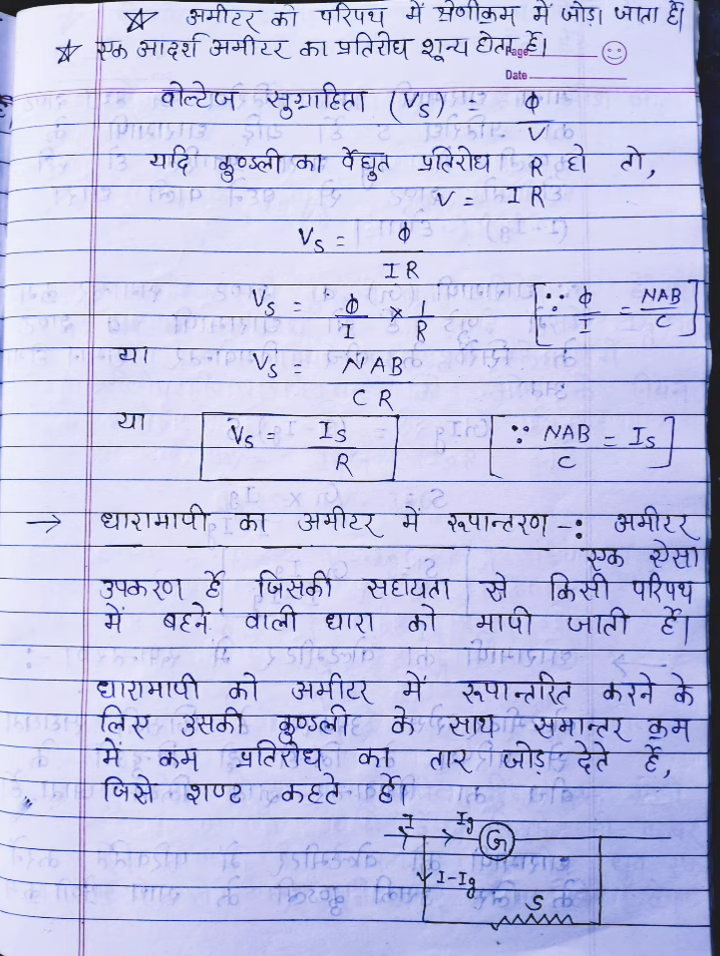 ☆ अमीटर को परिपथ में श्रेणीक्रम में जोड़ा जाता है।
☆ एक आदर्श अमीटर का प्रतिरोध शून्य होता है।
Page
Date
वोल्टेज सुग्राहिता (Vs) = ϕ/V
यदि कुण्डली का वैद्युत प्रतिरोध R हो तो,
V = IR
Vs = ϕ/IR
Vs = ϕ/I × 1/R [∵ ϕ/I = NAB/C]
या Vs = NAB/CR
या Vs = Is/R [∵ NAB/C = Is]
→ धारामापी का अमीटर में रूपान्तरण -: अमीटर
एक ऐसा
उपकरण है जिसकी सहायता से किसी परिपथ
में बहने वाली धारा को मापी जाती है।
धारामापी को अमीटर में रूपान्तरित करने के
लिए उसकी कुण्डली के साथ समान्तर क्रम
में कम प्रतिरोध का तार जोड़ देते है,
जिसे शण्ट कहते है।
I Ig G
I-Ig
S